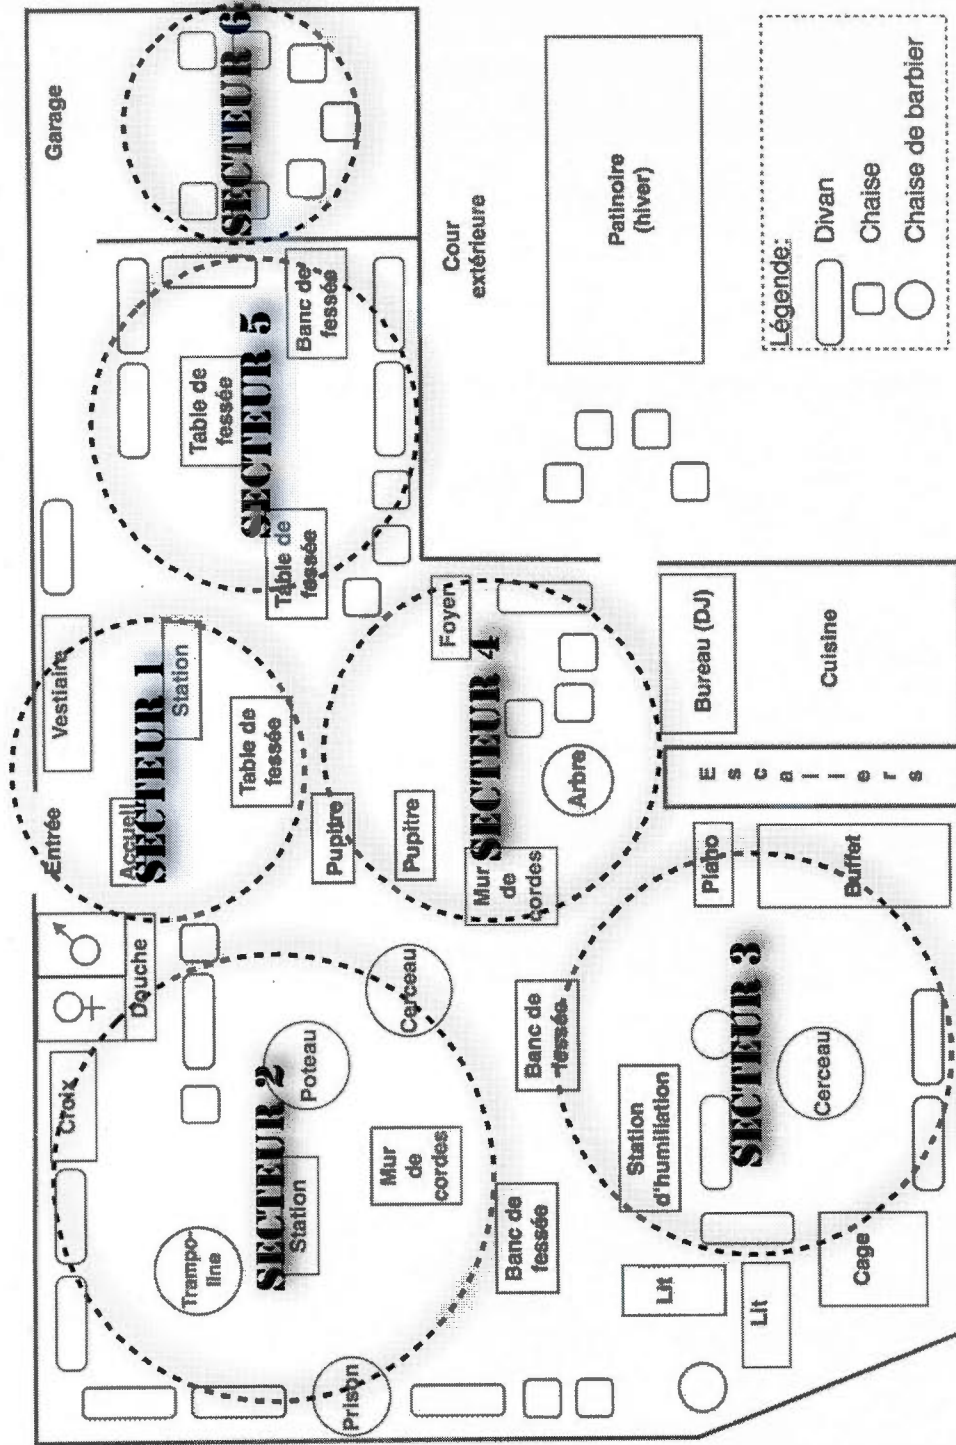 Entrée
Vestiaire
Accueil
SECTEUR 1
Station
Table de
fessée
Douche
Croix
Trampo-
line
SECTEUR 2
Station
Poteau
Cerceau
Mur
de
cordes
Prison
Banc de
fessée
Banc de
fessée
Lit
Lit
Cage
Station
d'humiliation
SECTEUR 3
Cerceau
Piano
Buffet
Pupitre
Pupitre
Mur
de
cordes
SECTEUR 4
Foyer
Arbre
Escaliers
Bureau (DJ)
Cuisine
Table de
fessée
SECTEUR 5
Table de
fessée
Banc de
fessée
Garage
SECTEUR 6
Cour
extérieure
Patinoire
(hiver)
Légende:
Divan
Chaise
Chaise de barbier